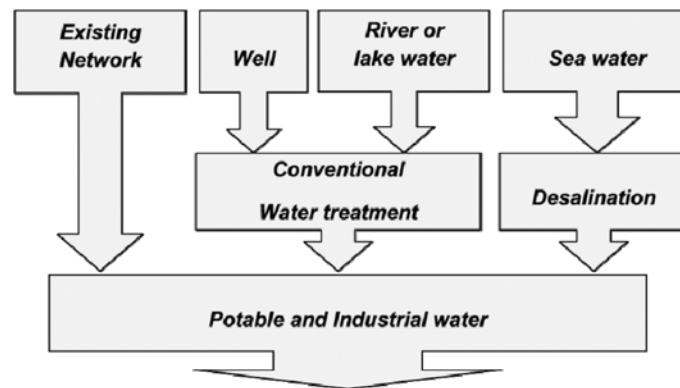 Existing
Network
Well
River or
lake water
Sea water
Conventional
Water treatment
Desalination
Potable and Industrial water